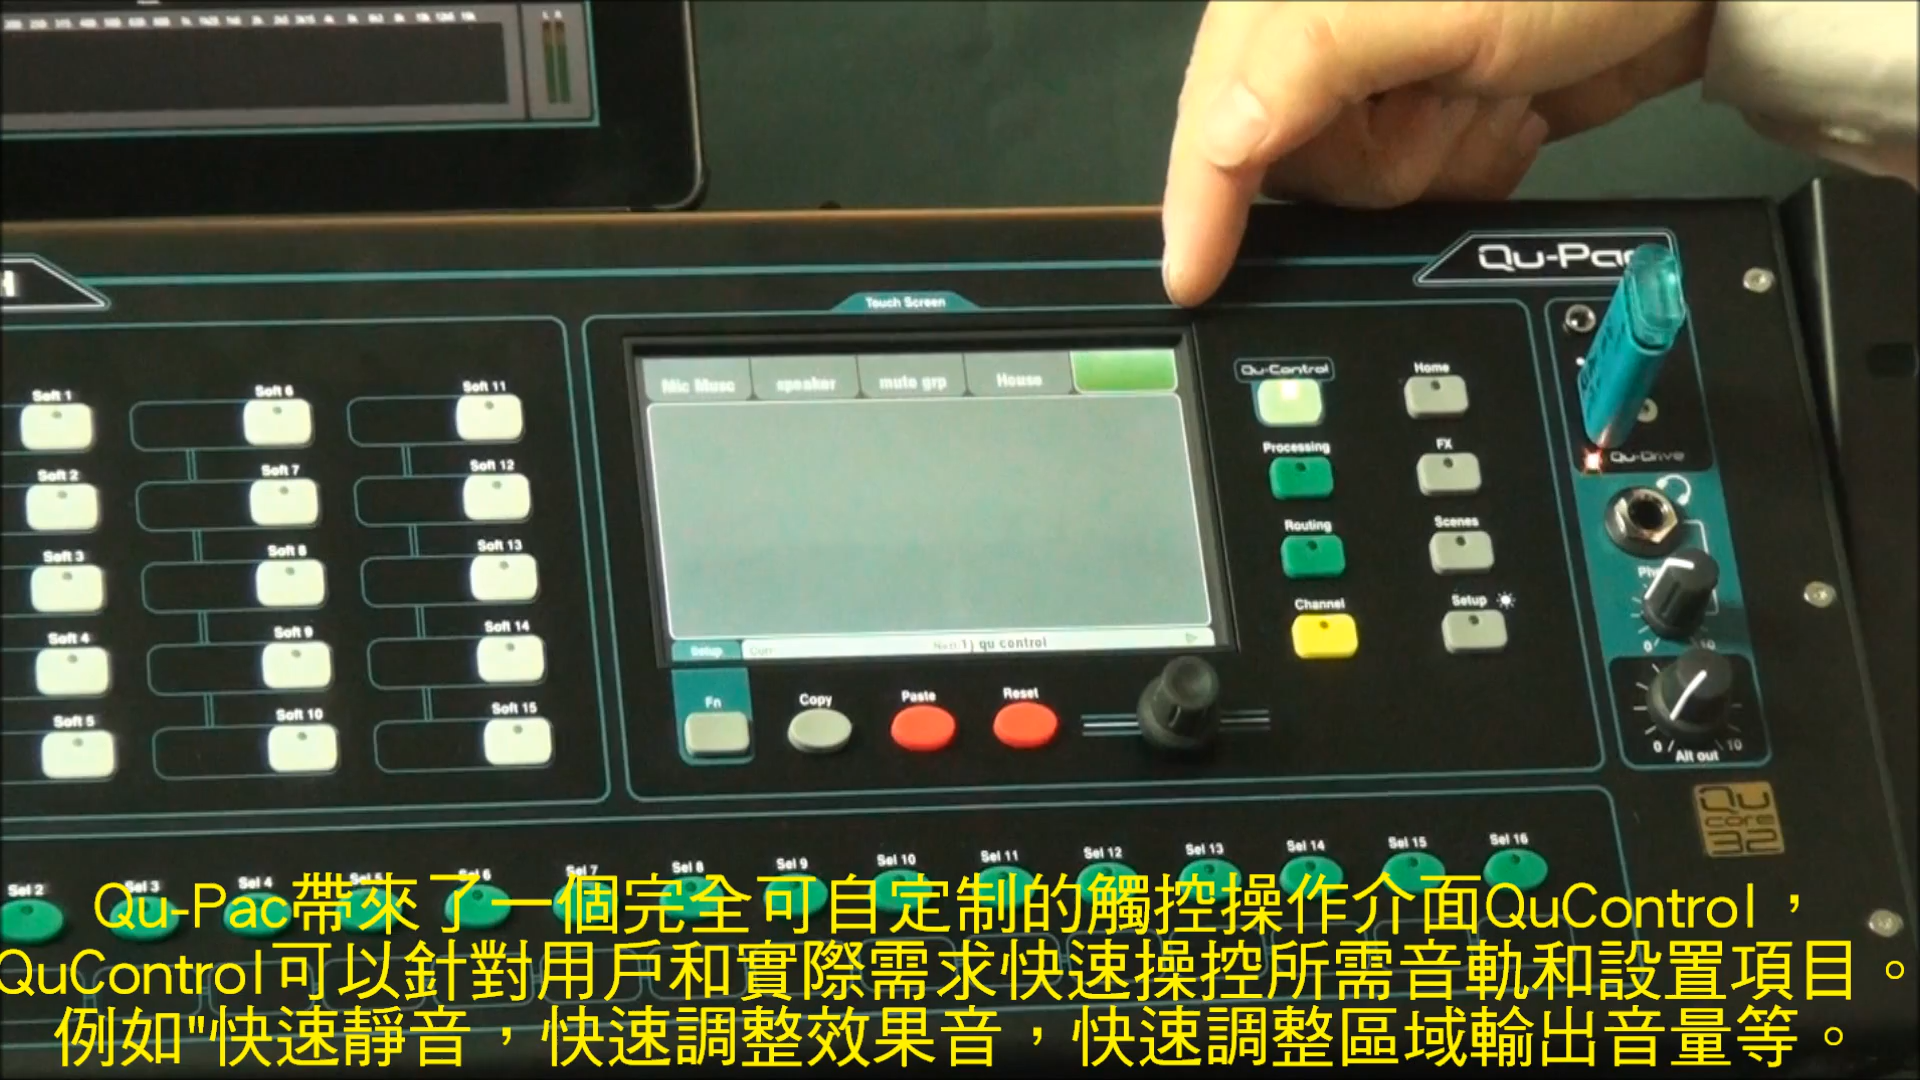 Qu-Pac
Touch Screen
Mic Musc speaker mute grp House
Setup
1) qu control
Qu-Control
Home
Processing
FX
Routing
Scenes
Channel
Setup
Qu-Drive
0 10
0 10
Alt out
Soft 1
Soft 6
Soft 11
Soft 2
Soft 7
Soft 12
Soft 3
Soft 8
Soft 13
Soft 4
Soft 9
Soft 14
Soft 5
Soft 10
Soft 15
Fn
Copy
Paste
Reset
Qu
core
32
Sel 2
Sel 3
Sel 4
Sel 7
Sel 8
Sel 9
Sel 10
Sel 11
Sel 12
Sel 13
Sel 14
Sel 15
Sel 16
Qu-Pac帶來了一個完全可自定制的觸控操作介面QuControl，
QuControl可以針對用戶和實際需求快速操控所需音軌和設置項目。
例如"快速靜音，快速調整效果音，快速調整區域輸出音量等。